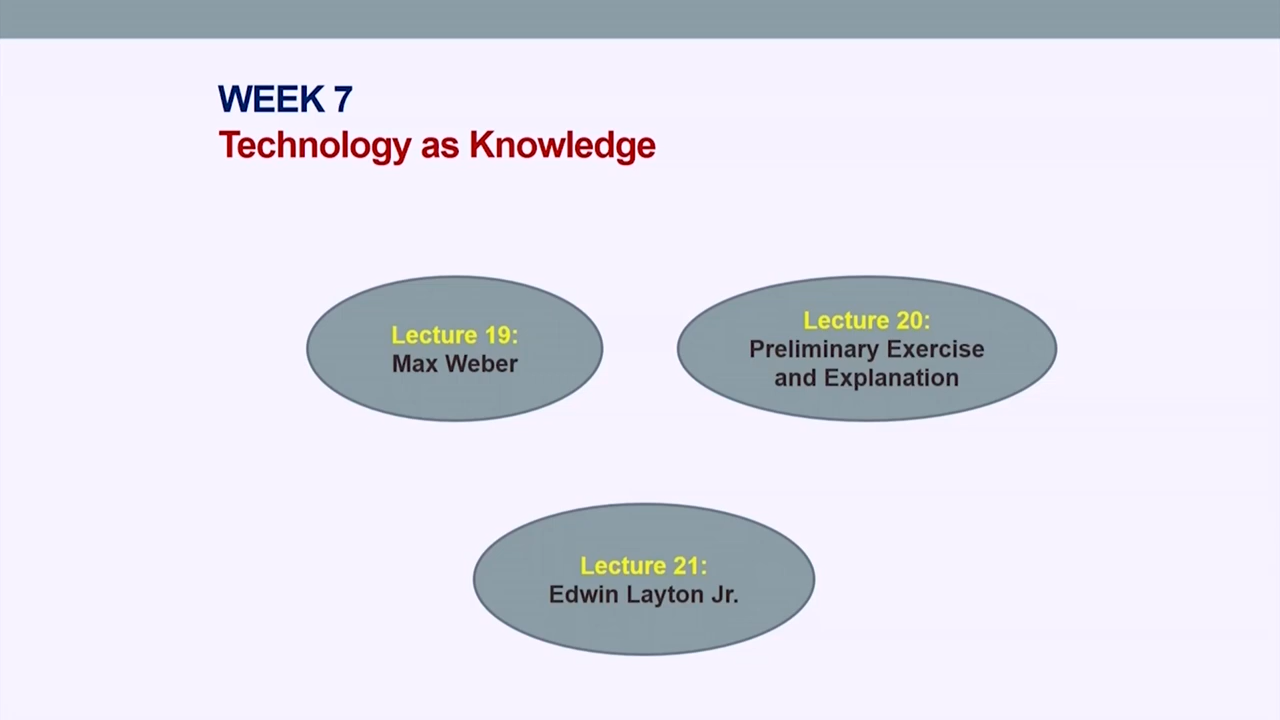 WEEK 7
Technology as Knowledge
Lecture 19:
Max Weber
Lecture 20:
Preliminary Exercise
and Explanation
Lecture 21:
Edwin Layton Jr.